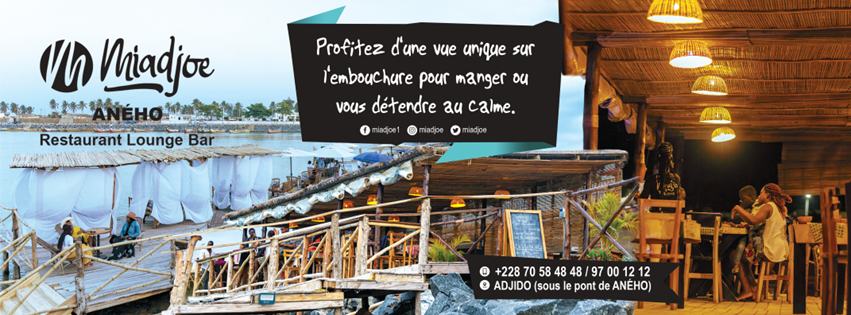 Miadjoe
ANÉHO
Restaurant Lounge Bar
Profitez d'une vue unique sur
l'embouchure pour manger ou
vous détendre au calme.
miadjoe1 miadjoe miadjoe
+228 70 58 48 48 / 97 00 12 12
ADJIDO (sous le pont de ANÉHO)